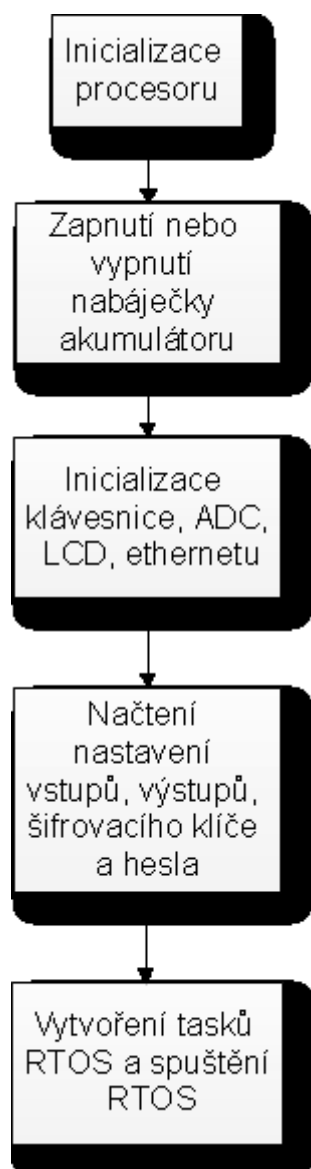 Inicializace
procesoru
Zapnutí nebo
vypnutí
nabáječky
akumulátoru
Inicializace
klávesnice, ADC,
LCD, ethernetu
Načtení
nastavení
vstupů, výstupů,
šifrovacího klíče
a hesla
Vytvoření tasků
RTOS a spuštění
RTOS